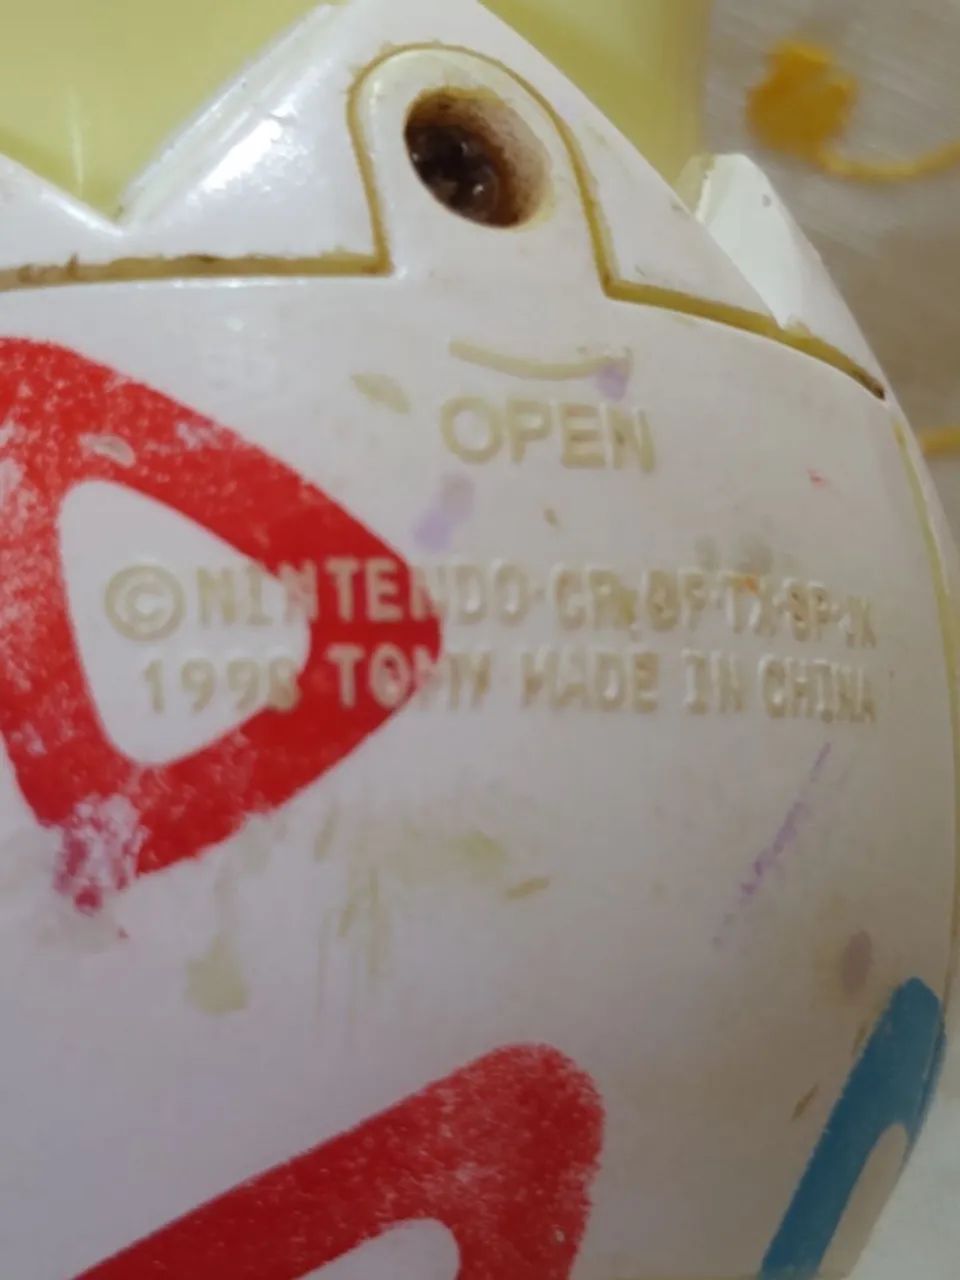 OPEN
©NINTENDO·CR,GF·TX·SP·JK
1998 TOMY MADE IN CHINA